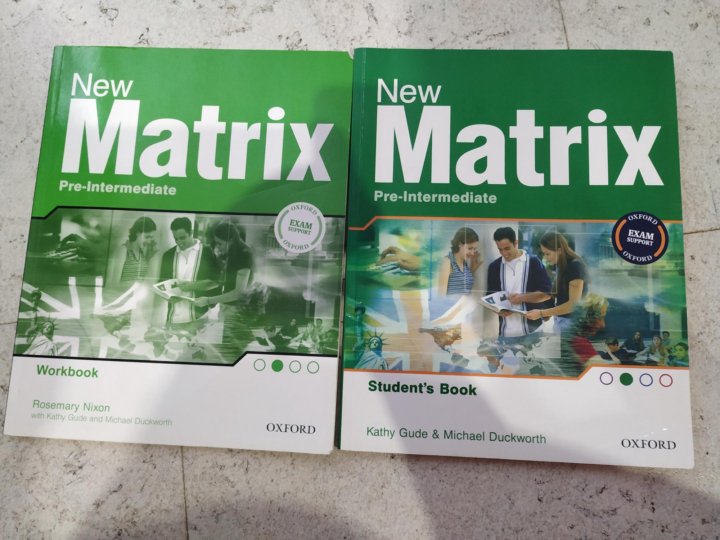 New
Matrix
Pre-Intermediate
OXFORD
EXAM
SUPPORT
OXFORD
Workbook
Rosemary Nixon
with Kathy Gude and Michael Duckworth
OXFORD
New
Matrix
Pre-Intermediate
OXFORD
EXAM
SUPPORT
OXFORD
Student's Book
Kathy Gude & Michael Duckworth
OXFORD